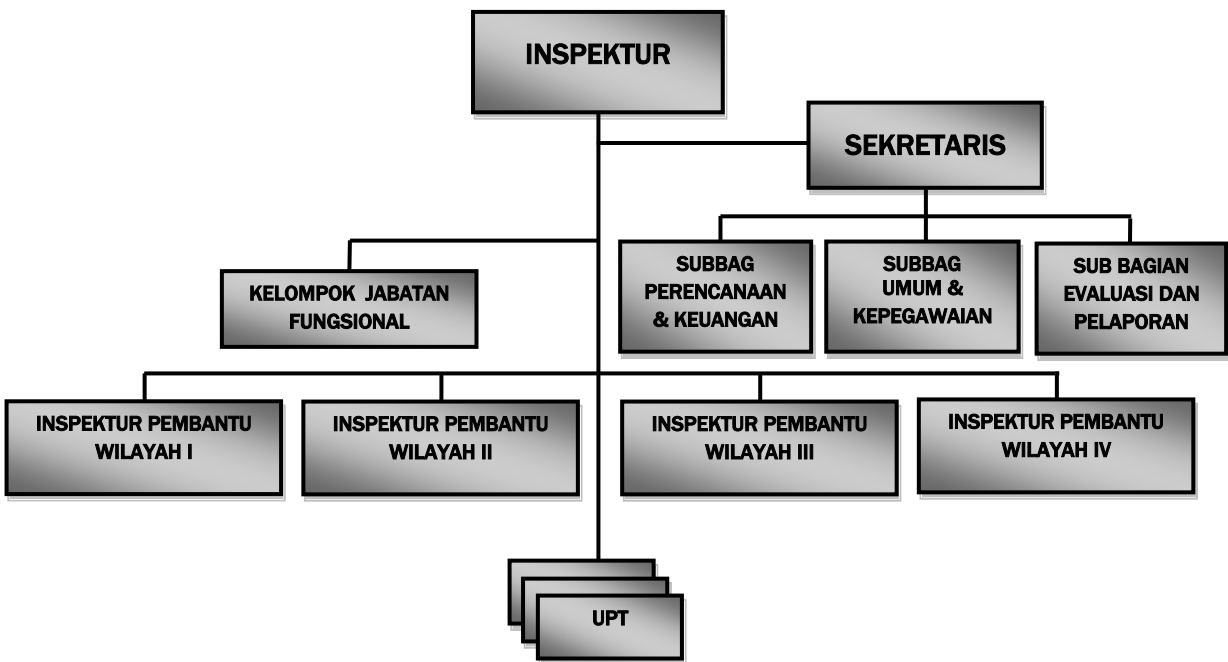 INSPEKTUR
SEKRETARIS
KELOMPOK JABATAN
FUNGSIONAL
SUBBAG
PERENCANAAN
& KEUANGAN
SUBBAG
UMUM &
KEPEGAWAIAN
SUB BAGIAN
EVALUASI DAN
PELAPORAN
INSPEKTUR PEMBANTU
WILAYAH I
INSPEKTUR PEMBANTU
WILAYAH II
INSPEKTUR PEMBANTU
WILAYAH III
INSPEKTUR PEMBANTU
WILAYAH IV
UPT